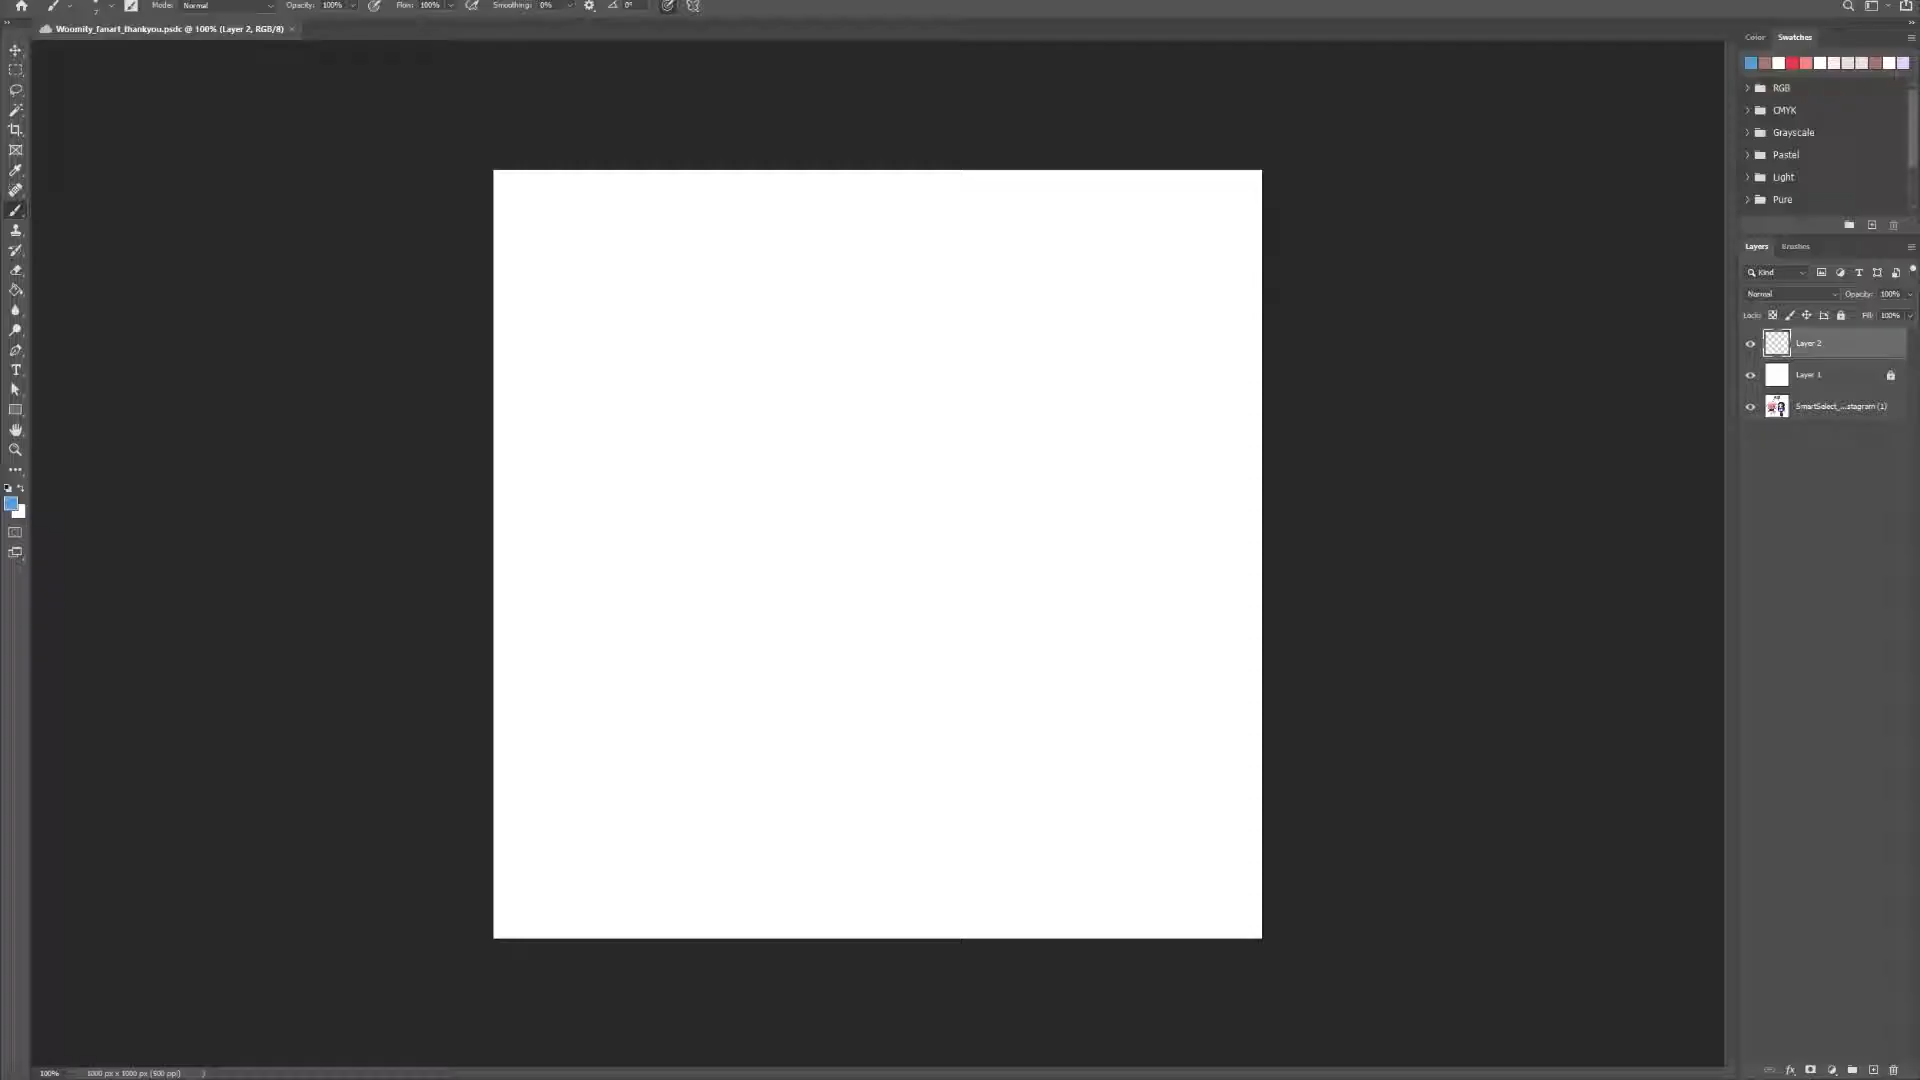 Mode: Normal Opacity: 100% Flow: 100% Smoothing: 0% 0°
Woomity_fanart_thankyou.psdc @ 100% (Layer 2, RGB/8) ×
Color Swatches
RGB
CMYK
Grayscale
Pastel
Light
Pure
Layers Brushes
Kind
Normal Opacity: 100%
Lock: Fill: 100%
Layer 2
Layer 1
SmartSelect_...stagram (1)
100% 1000 px x 1000 px (500 ppi)